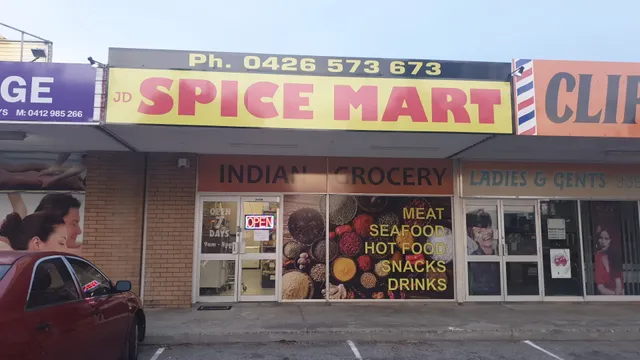 Ph. 0426 573 673
GE
M: 0412 985 266
JD SPICE MART
CLIP
INDIAN GROCERY
LADIES & GENTS
OPEN
7
DAYS
OPEN
MEAT
SEAFOOD
HOT FOOD
SNACKS
DRINKS